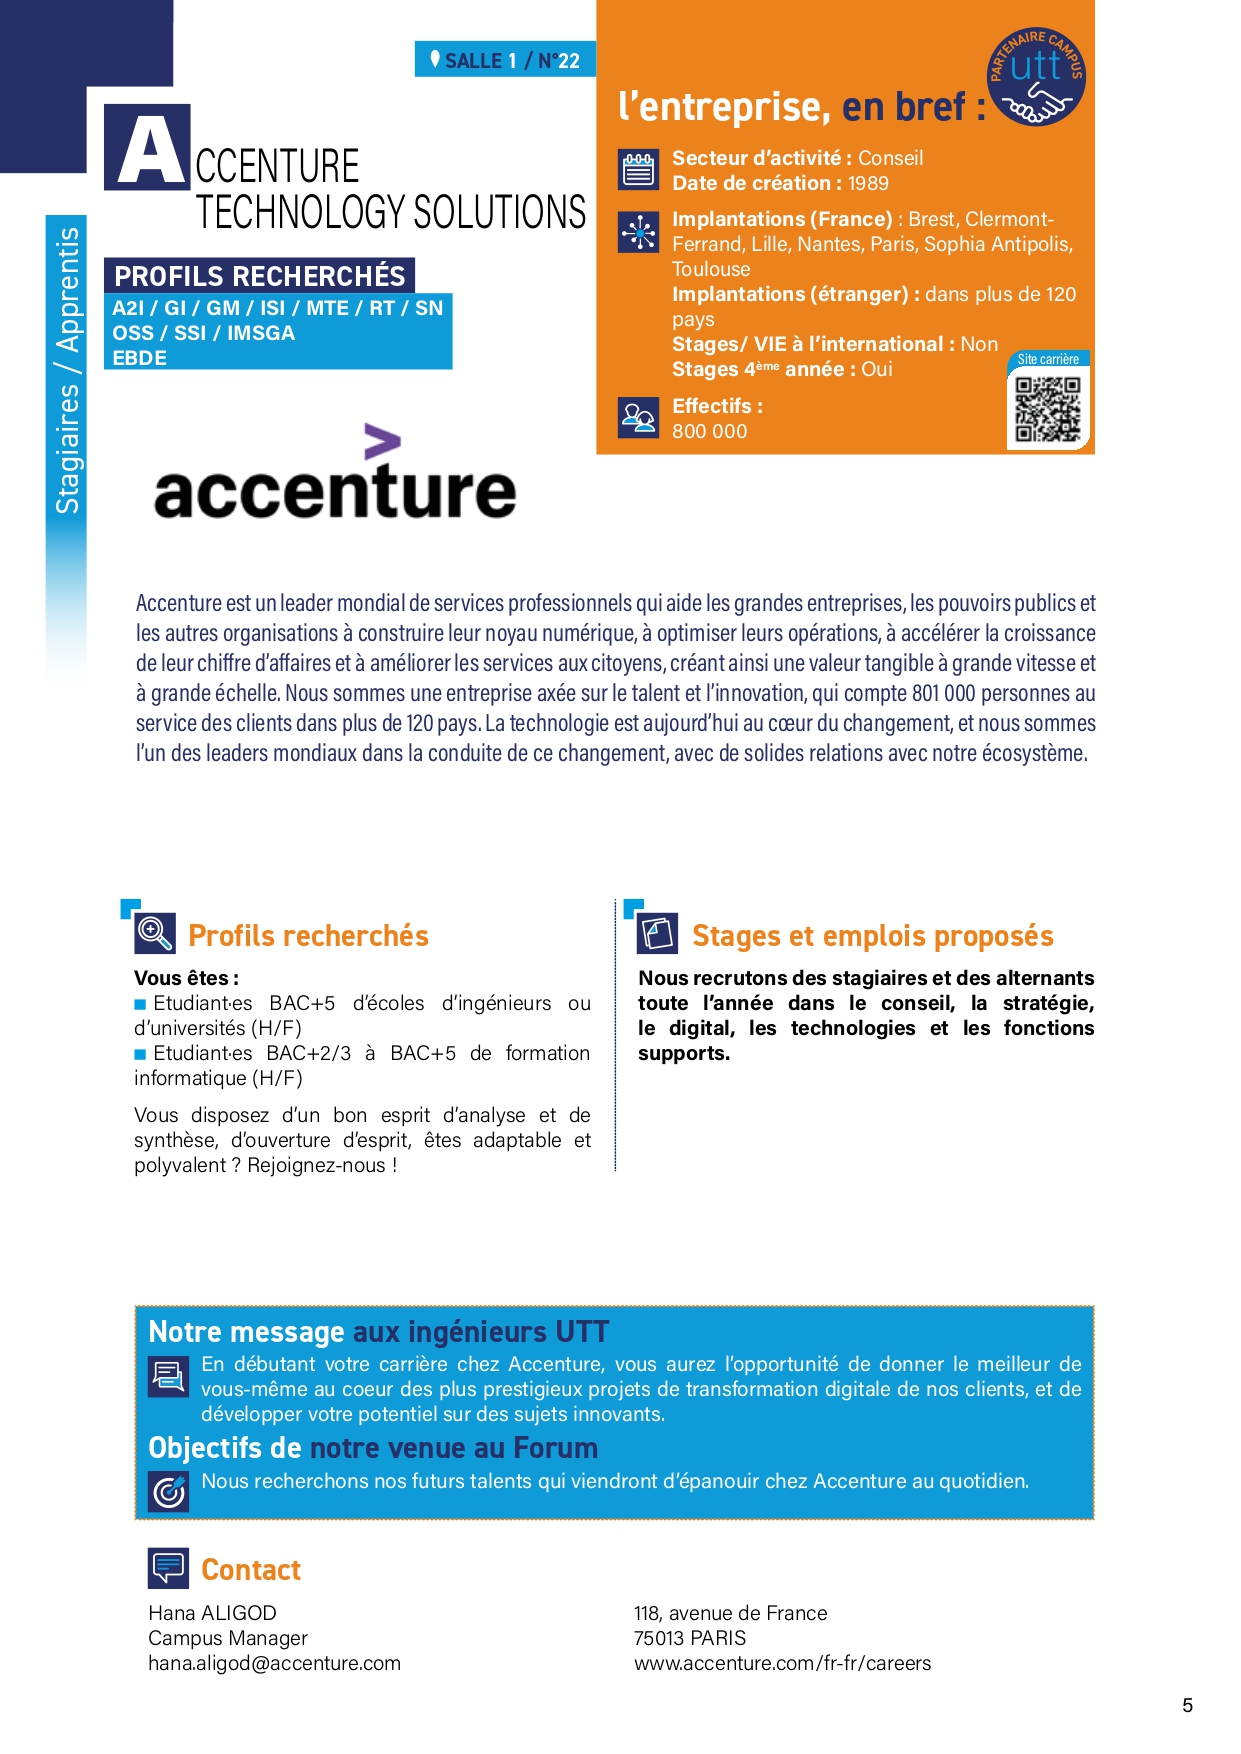 SALLE 1 / N°22
PARTENAIRE CAMPUS
utt
l’entreprise, en bref :
ACCENTURE
TECHNOLOGY SOLUTIONS
Secteur d’activité : Conseil
Date de création : 1989
Implantations (France) : Brest, Clermont-
Ferrand, Lille, Nantes, Paris, Sophia Antipolis,
Toulouse
Implantations (étranger) : dans plus de 120
pays
Stages/ VIE à l’international : Non
Stages 4ème année : Oui
Site carrière
Effectifs :
800 000
Stagiaires / Apprentis
PROFILS RECHERCHÉS
A2I / GI / GM / ISI / MTE / RT / SN
OSS / SSI / IMSGA
EBDE
accenture
Accenture est un leader mondial de services professionnels qui aide les grandes entreprises, les pouvoirs publics et
les autres organisations à construire leur noyau numérique, à optimiser leurs opérations, à accélérer la croissance
de leur chiffre d’affaires et à améliorer les services aux citoyens, créant ainsi une valeur tangible à grande vitesse et
à grande échelle. Nous sommes une entreprise axée sur le talent et l’innovation, qui compte 801 000 personnes au
service des clients dans plus de 120 pays. La technologie est aujourd’hui au cœur du changement, et nous sommes
l’un des leaders mondiaux dans la conduite de ce changement, avec de solides relations avec notre écosystème.
Profils recherchés
Vous êtes :
■ Etudiant·es BAC+5 d’écoles d’ingénieurs ou
d’universités (H/F)
■ Etudiant·es BAC+2/3 à BAC+5 de formation
informatique (H/F)
Vous disposez d’un bon esprit d’analyse et de
synthèse, d’ouverture d’esprit, êtes adaptable et
polyvalent ? Rejoignez-nous !
Stages et emplois proposés
Nous recrutons des stagiaires et des alternants
toute l’année dans le conseil, la stratégie,
le digital, les technologies et les fonctions
supports.
Notre message aux ingénieurs UTT
En débutant votre carrière chez Accenture, vous aurez l’opportunité de donner le meilleur de
vous-même au coeur des plus prestigieux projets de transformation digitale de nos clients, et de
développer votre potentiel sur des sujets innovants.
Objectifs de notre venue au Forum
Nous recherchons nos futurs talents qui viendront d’épanouir chez Accenture au quotidien.
Contact
Hana ALIGOD
Campus Manager
hana.aligod@accenture.com
118, avenue de France
75013 PARIS
www.accenture.com/fr-fr/careers
5